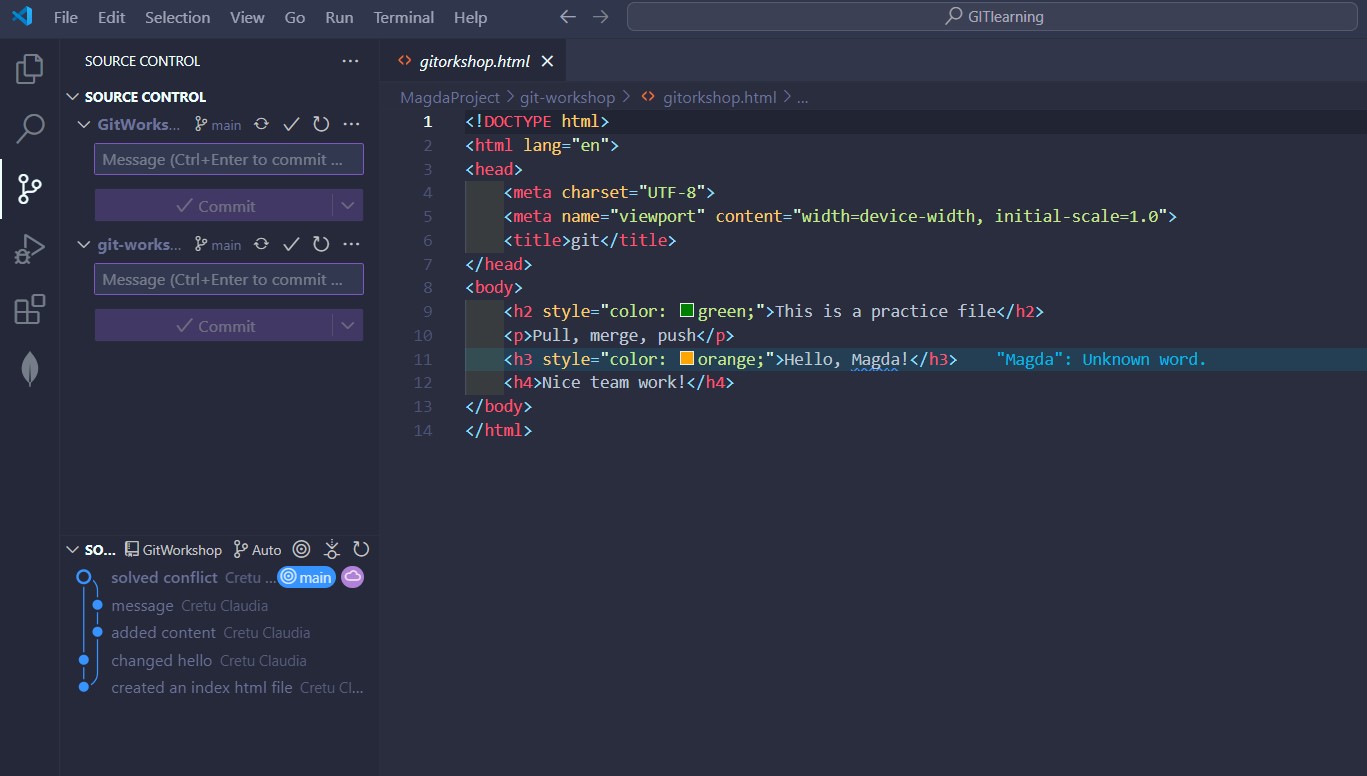 File Edit Selection View Go Run Terminal Help GITlearning
SOURCE CONTROL ...
SOURCE CONTROL
GitWorks... main ...
Message (Ctrl+Enter to commit ...
Commit
git-works... main ...
Message (Ctrl+Enter to commit ...
Commit
SO... GitWorkshop Auto
solved conflict Cretu ... main
message Cretu Claudia
added content Cretu Claudia
changed hello Cretu Claudia
created an index html file Cretu Cl...
gitorkshop.html
MagdaProject > git-workshop > gitorkshop.html > ...
1 <!DOCTYPE html>
2 <html lang="en">
3 <head>
4 <meta charset="UTF-8">
5 <meta name="viewport" content="width=device-width, initial-scale=1.0">
6 <title>git</title>
7 </head>
8 <body>
9 <h2 style="color: green;">This is a practice file</h2>
10 <p>Pull, merge, push</p>
11 <h3 style="color: orange;">Hello, Magda!</h3> "Magda": Unknown word.
12 <h4>Nice team work!</h4>
13 </body>
14 </html>